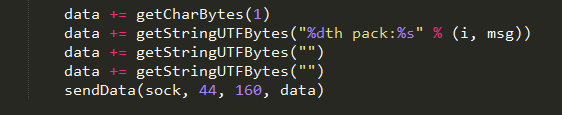 data += getCharBytes(1)
data += getStringUTFBytes("%dth pack:%s" % (i, msg))
data += getStringUTFBytes("")
data += getStringUTFBytes("")
sendData(sock, 44, 160, data)